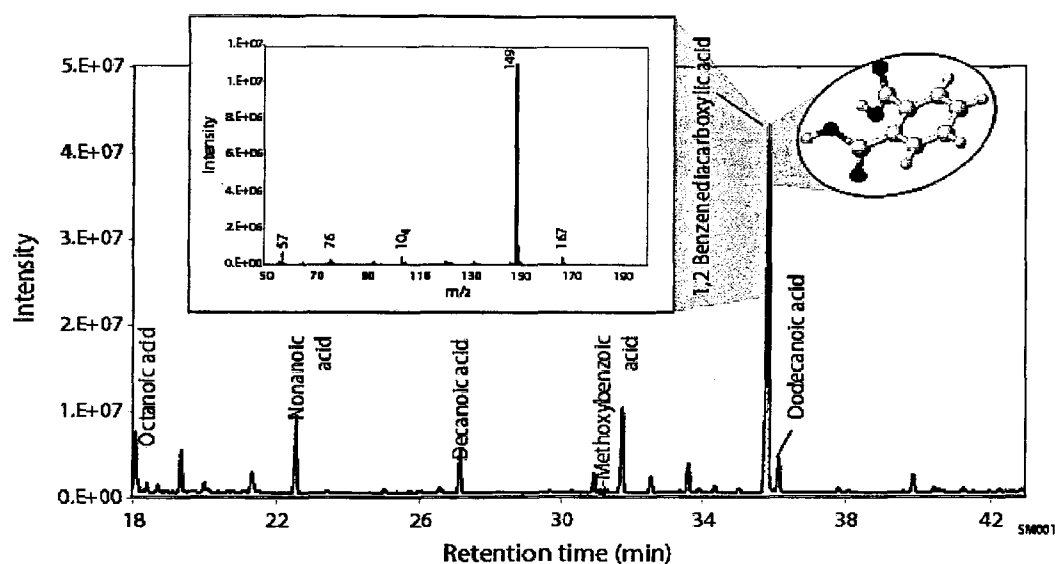 5.E+07
4.E+07
3.E+07
2.E+07
1.E+07
0.E+00
Intensity
18
22
26
30
34
38
42
Retention time (min)
SM001
1.E+07
1.E+07
8.E+06
6.E+06
4.E+06
2.E+06
0.E+00
Intensity
50
70
90
110
130
150
170
190
m/z
57
76
104
149
167
Octanoic acid
Nonanoic
acid
Decanoic acid
Methoxybenzoic
acid
1,2 Benzenediacarboxylic acid
Dodecanoic acid